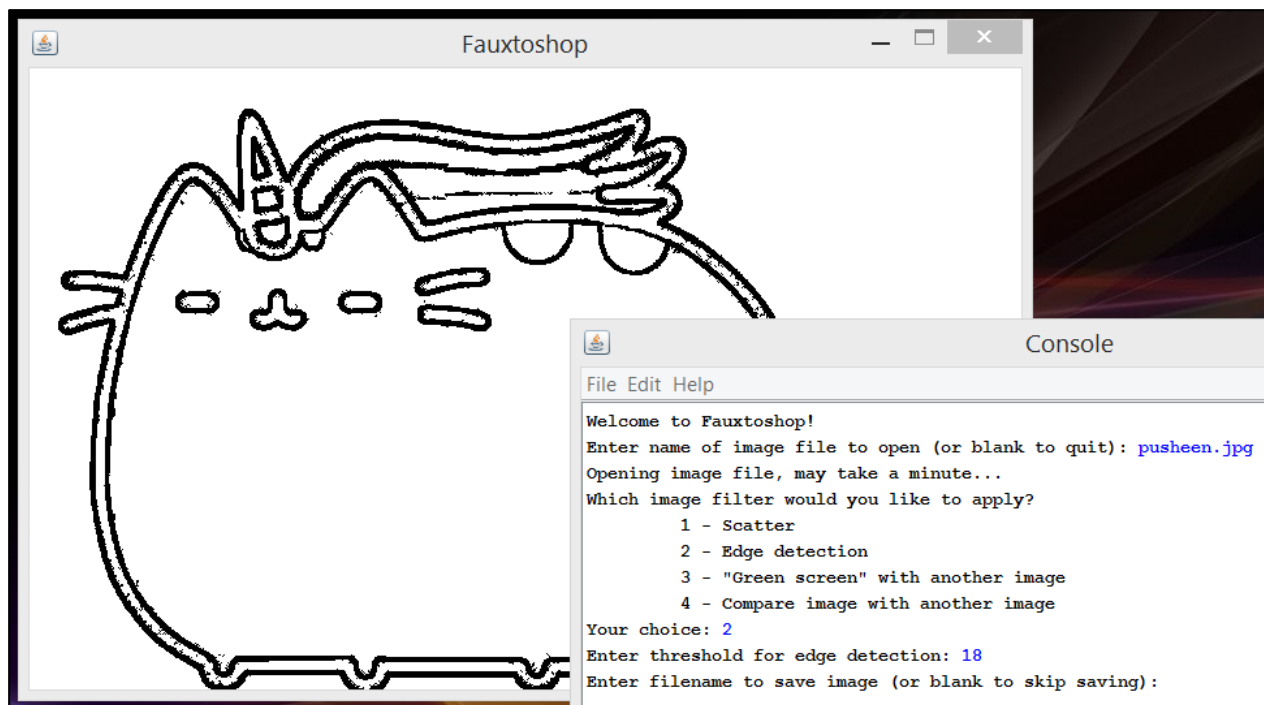 Fauxtoshop
Console
File Edit Help
Welcome to Fauxtoshop!
Enter name of image file to open (or blank to quit): pusheen.jpg
Opening image file, may take a minute...
Which image filter would you like to apply?
1 - Scatter
2 - Edge detection
3 - "Green screen" with another image
4 - Compare image with another image
Your choice: 2
Enter threshold for edge detection: 18
Enter filename to save image (or blank to skip saving):